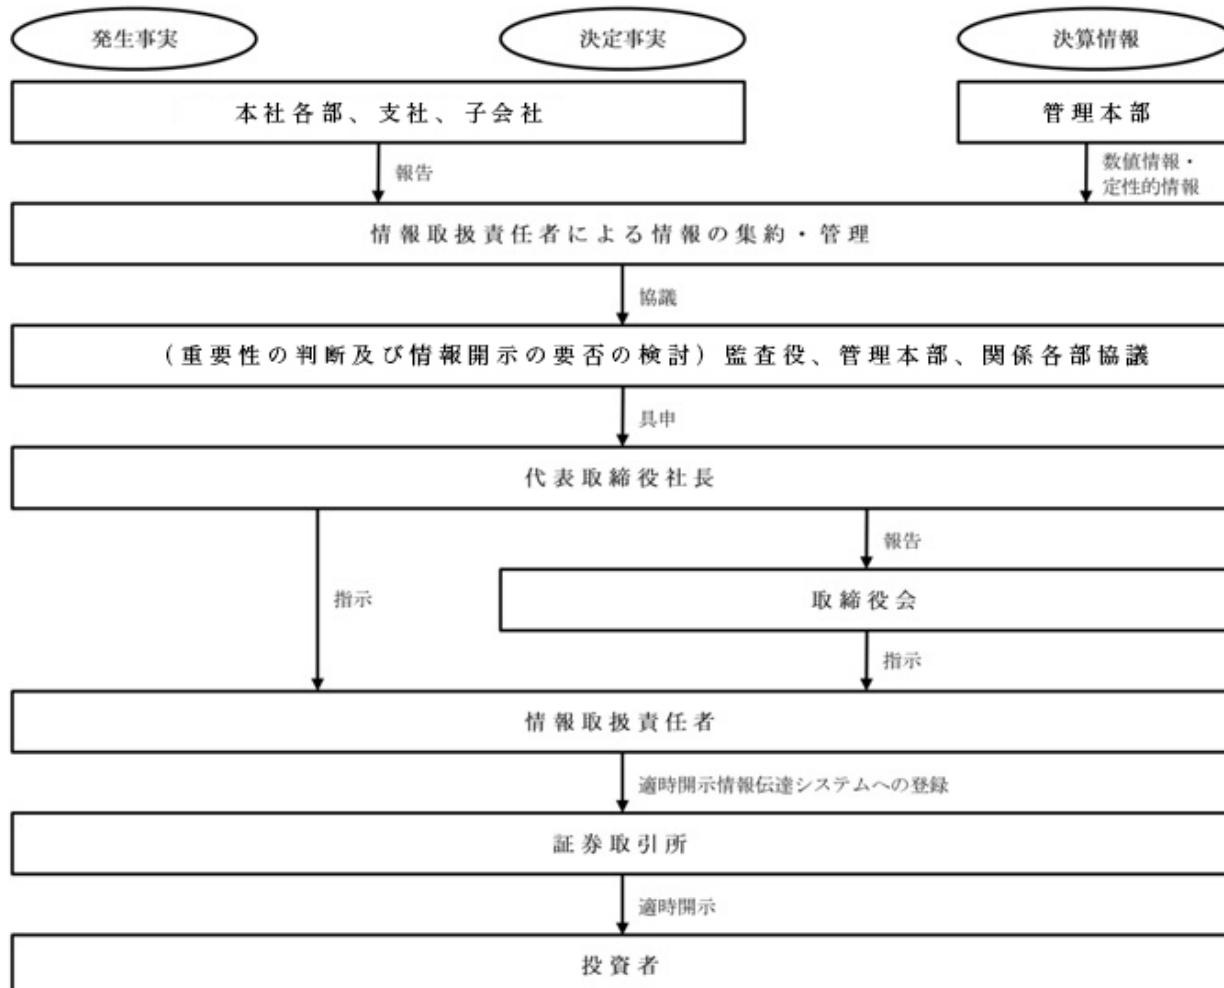 発生事実
決定事実
決算情報
本社各部、支社、子会社
管理本部
報告
数値情報・
定性的情報
情報取扱責任者による情報の集約・管理
協議
（重要性の判断及び情報開示の要否の検討）監査役、管理本部、関係各部協議
具申
代表取締役社長
報告
取締役会
指示
指示
情報取扱責任者
適時開示情報伝達システムへの登録
証券取引所
適時開示
投資者